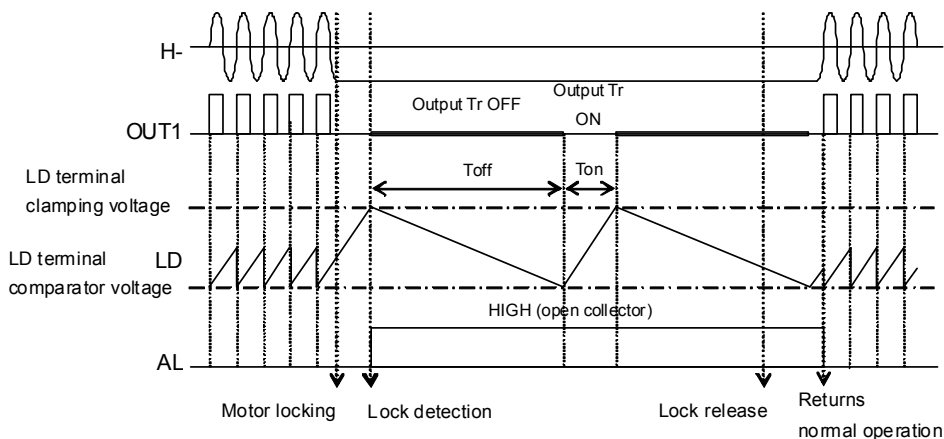 H-
Output Tr OFF
Output Tr
ON
OUT1
Toff
Ton
LD terminal
clamping voltage
LD terminal
comparator voltage
LD
HIGH (open collector)
AL
Motor locking
Lock detection
Lock release
Returns
normal operation